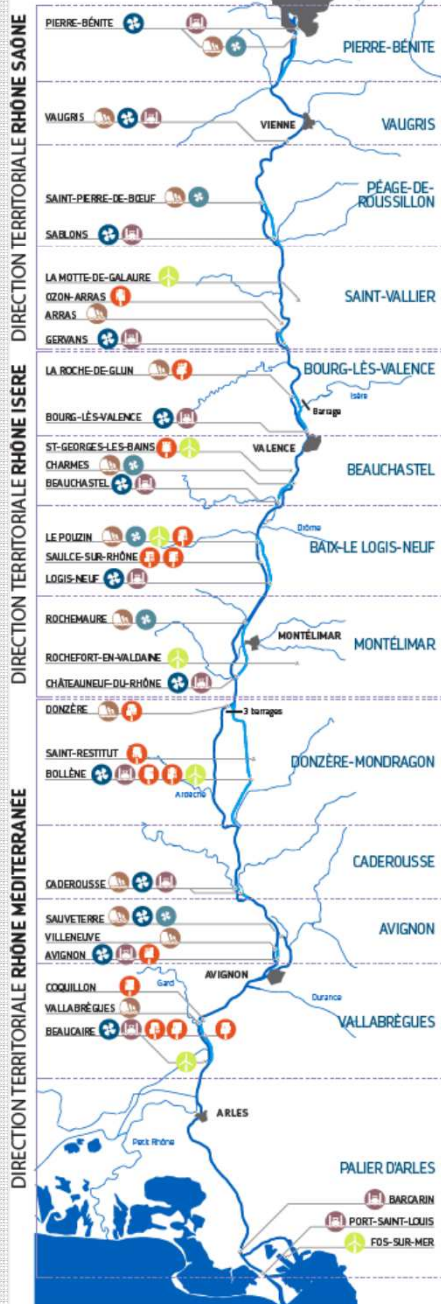 DIRECTION TERRITORIALE RHÔNE SAÔNE
PIERRE-BÉNITE
PIERRE-BÉNITE
VAUGRIS
VIENNE
VAUGRIS
PÉAGE-DE-
ROUSSILLON
SAINT-PIERRE-DE-BŒUF
SABLONS
LA MOTTE-DE-GALAURE
OZON-ARRAS
ARRAS
GERVANS
SAINT-VALLIER
DIRECTION TERRITORIALE RHÔNE ISÈRE
BOURG-LÈS-VALENCE
LA ROCHE-DE-GLUN
Isère
Barrage
BOURG-LÈS-VALENCE
ST-GEORGES-LES-BAINS
VALENCE
CHARMES
BEAUCHASTEL
BEAUCHASTEL
Drôme
LE POUZIN
BAIX-LE LOGIS-NEUF
SAULCE-SUR-RHÔNE
LOGIS-NEUF
ROCHEMAURE
MONTÉLIMAR
MONTÉLIMAR
ROCHEFORT-EN-VALDAINE
CHÂTEAUNEUF-DU-RHÔNE
DIRECTION TERRITORIALE RHÔNE MÉDITERRANÉE
DONZÈRE
3 barrages
SAINT-RESTITUT
DONZÈRE-MONDRAGON
BOLLÈNE
Ardèche
CADEROUSSE
CADEROUSSE
SAUVETERRE
AVIGNON
VILLENEUVE
AVIGNON
AVIGNON
COQUILLON
Gard
Durance
VALLABRÈGUES
VALLABRÈGUES
BEAUCAIRE
ARLES
Petit Rhône
PALIER D'ARLES
BARCARIN
PORT-SAINT-LOUIS
FOS-SUR-MER